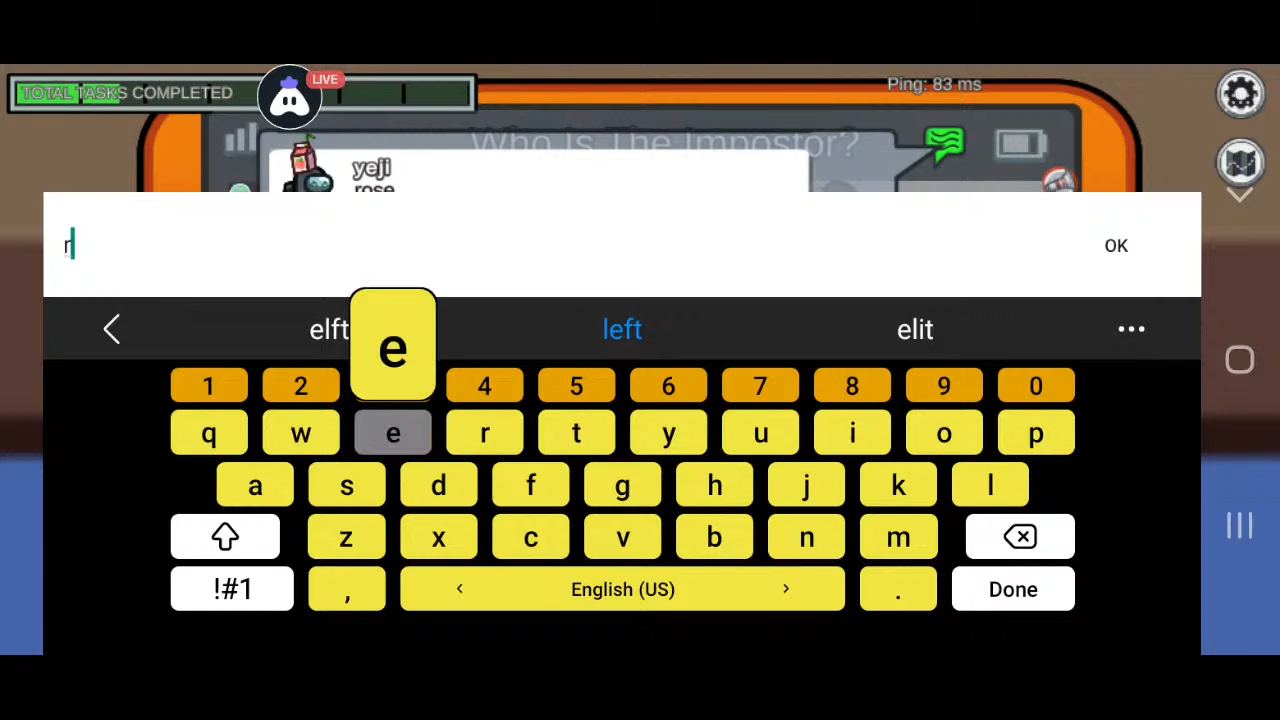 TOTAL TASKS COMPLETED
LIVE
Ping: 83 ms
Who Is The Impostor?
yeji
rose
r
OK
elft
left
elit
e
1 2 4 5 6 7 8 9 0
q w e r t y u i o p
a s d f g h j k l
z x c v b n m
!#1 , English (US) . Done